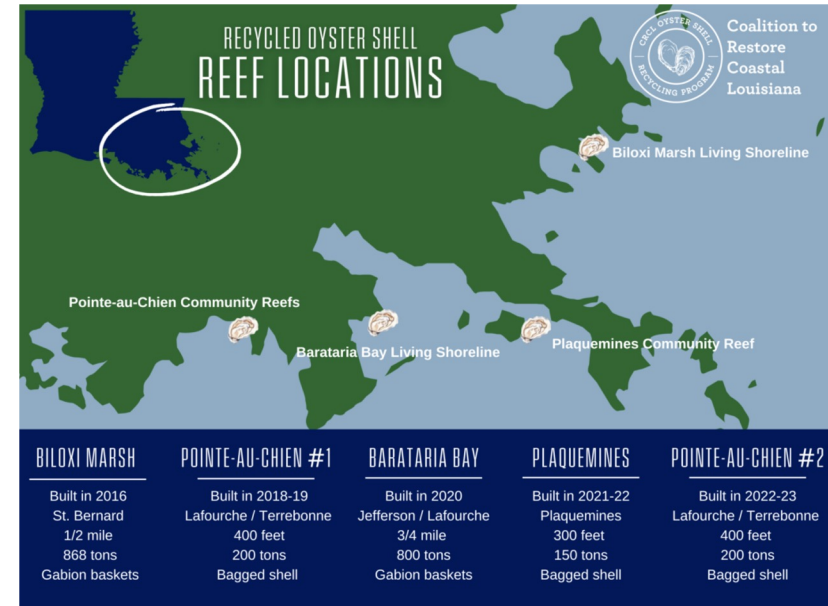 RECYCLED OYSTER SHELL
REEF LOCATIONS
CRCL OYSTER SHELL
RECYCLING PROGRAM
Coalition to
Restore
Coastal
Louisiana
Biloxi Marsh Living Shoreline
Pointe-au-Chien Community Reefs
Barataria Bay Living Shoreline
Plaquemines Community Reef
BILOXI MARSH
Built in 2016
St. Bernard
1/2 mile
868 tons
Gabion baskets
POINTE-AU-CHIEN #1
Built in 2018-19
Lafourche / Terrebonne
400 feet
200 tons
Bagged shell
BARATARIA BAY
Built in 2020
Jefferson / Lafourche
3/4 mile
800 tons
Gabion baskets
PLAQUEMINES
Built in 2021-22
Plaquemines
300 feet
150 tons
Bagged shell
POINTE-AU-CHIEN #2
Built in 2022-23
Lafourche / Terrebonne
400 feet
200 tons
Bagged shell